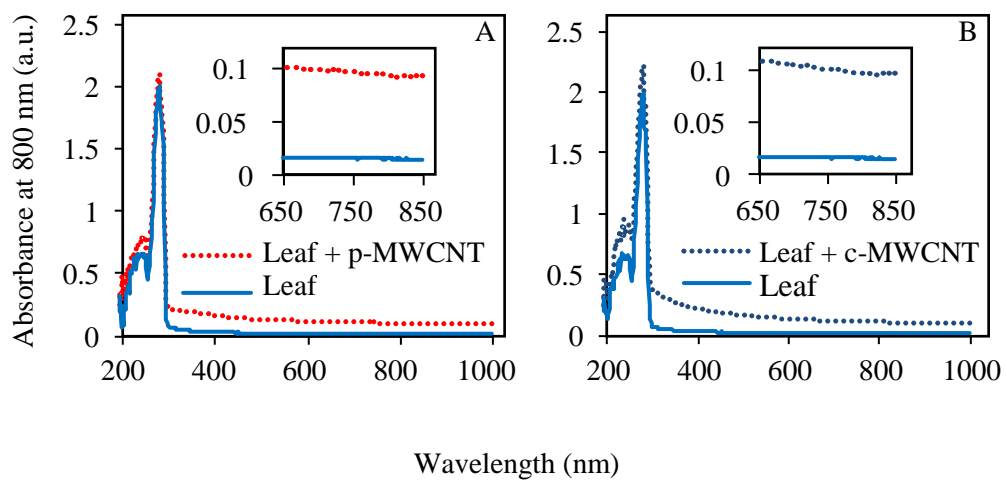 Absorbance at 800 nm (a.u.)
A
2.5
2
1.5
1
0.5
0
200 400 600 800 1000
0.1
0.05
0
650 750 850
Leaf + p-MWCNT
Leaf
B
2.5
2
1.5
1
0.5
0
200 400 600 800 1000
0.1
0.05
0
650 750 850
Leaf + c-MWCNT
Leaf
Wavelength (nm)